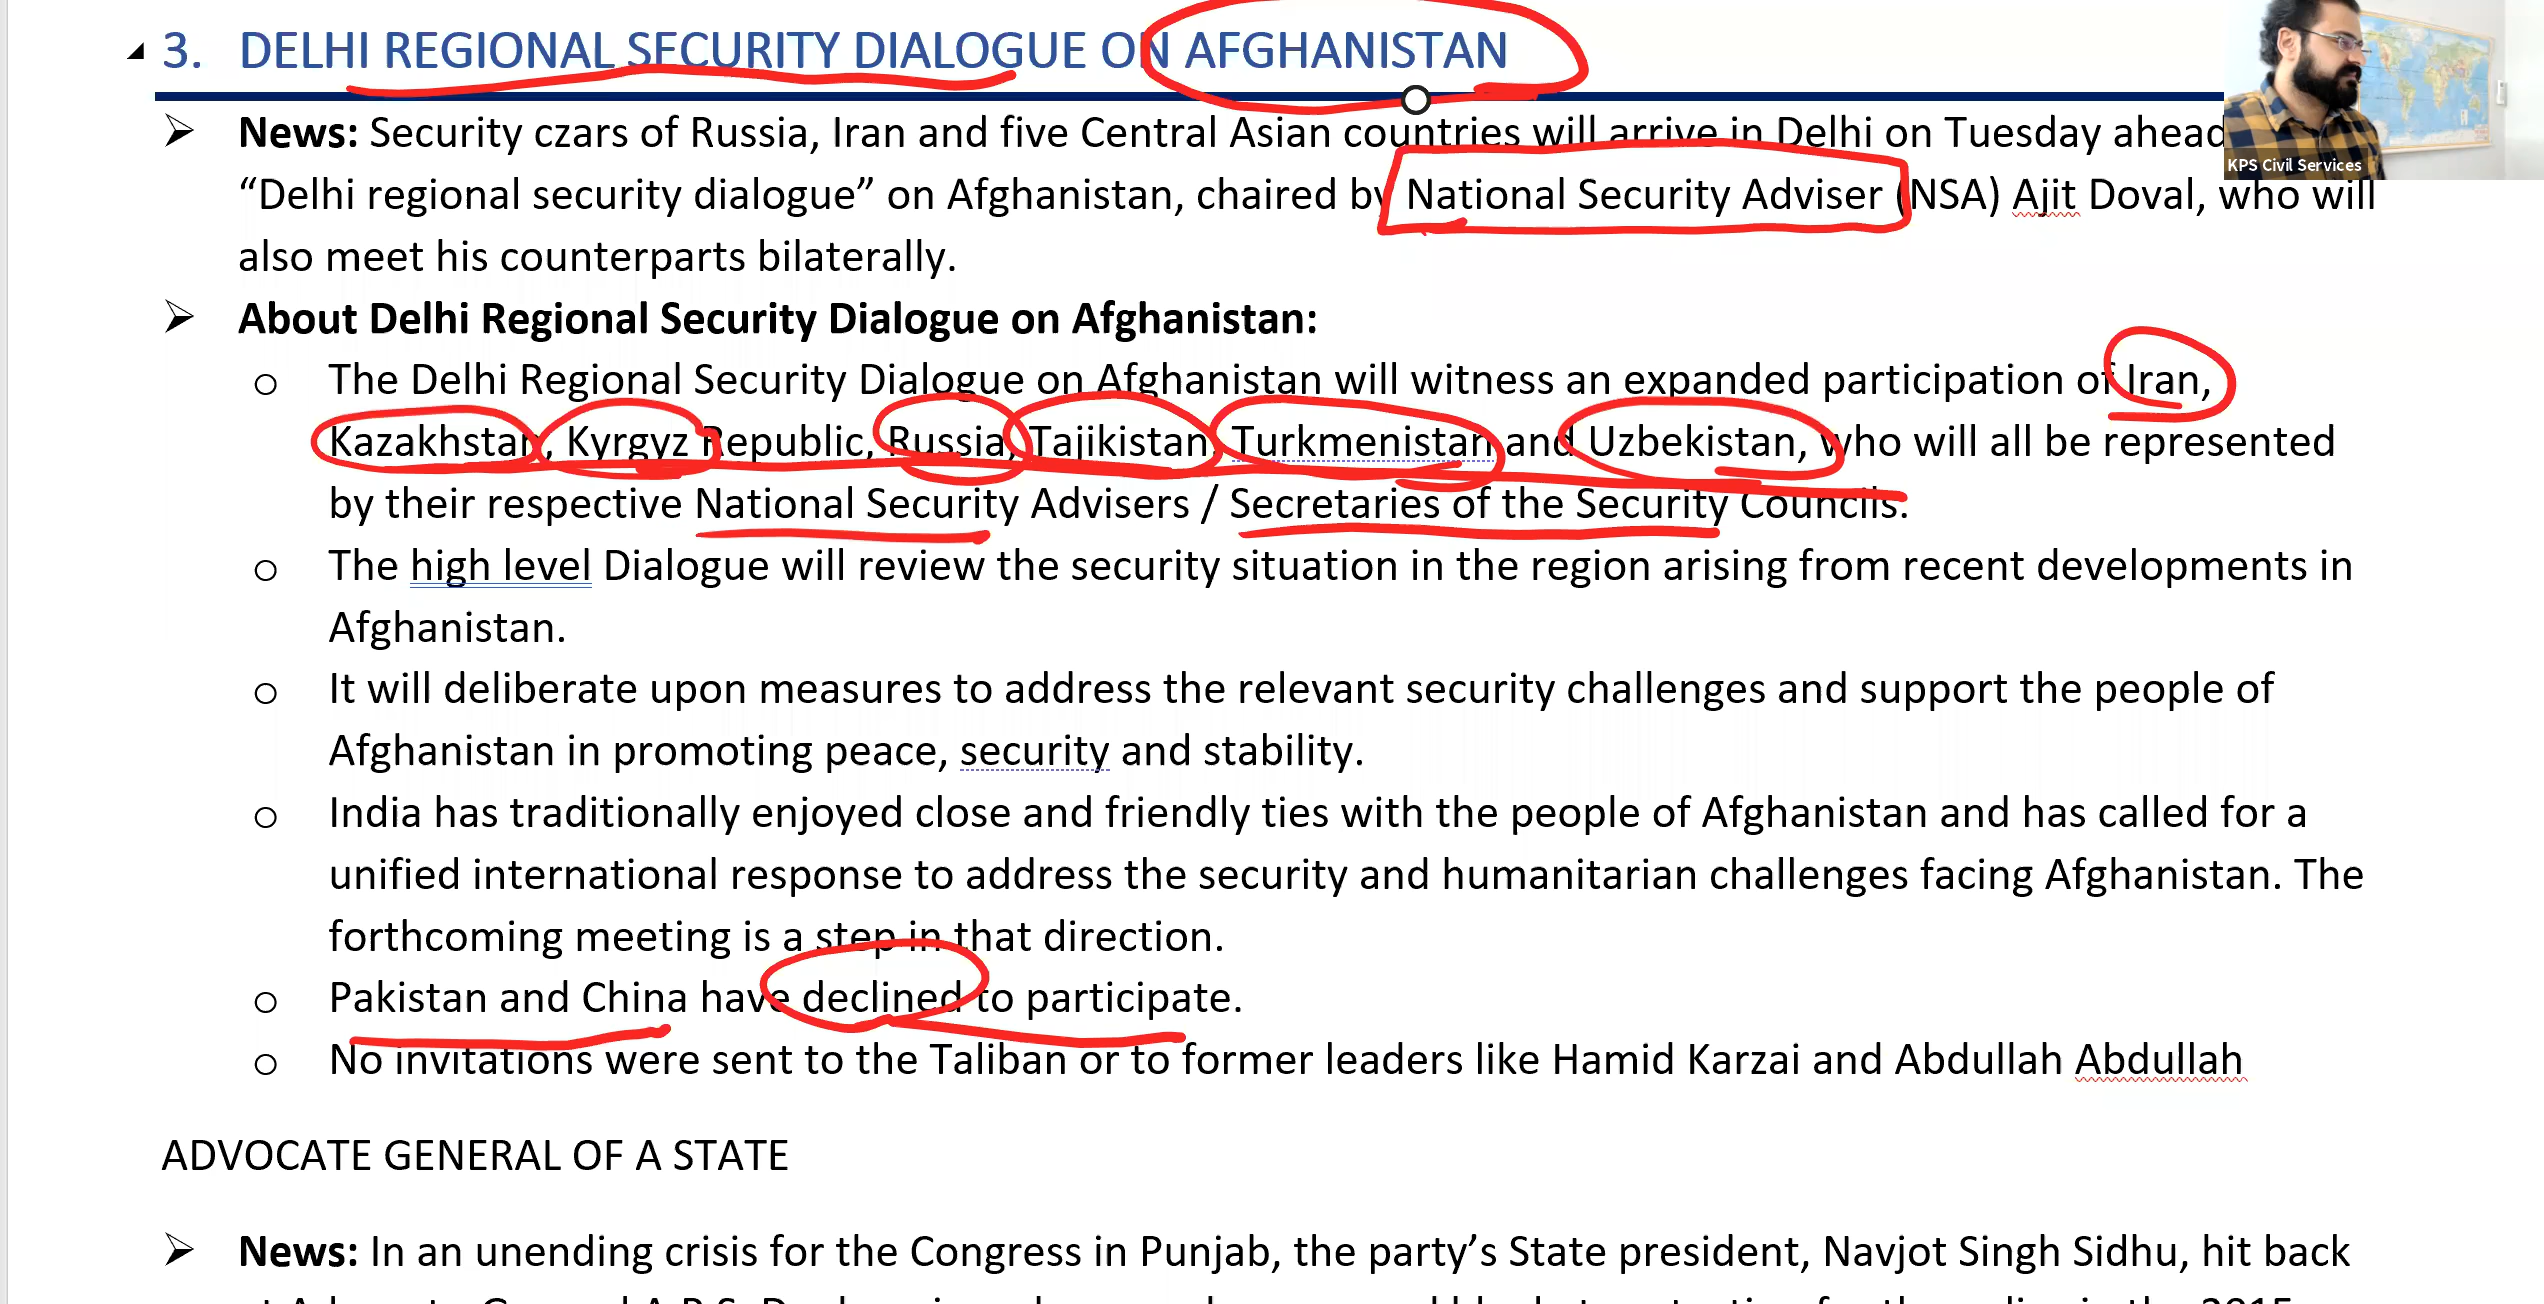 3. DELHI REGIONAL SECURITY DIALOGUE ON AFGHANISTAN
News: Security czars of Russia, Iran and five Central Asian countries will arrive in Delhi on Tuesday ahead
KPS Civil Services
“Delhi regional security dialogue” on Afghanistan, chaired by National Security Adviser (NSA) Ajit Doval, who will
also meet his counterparts bilaterally.
About Delhi Regional Security Dialogue on Afghanistan:
The Delhi Regional Security Dialogue on Afghanistan will witness an expanded participation of Iran,
Kazakhstan, Kyrgyz Republic, Russia, Tajikistan, Turkmenistan and Uzbekistan, who will all be represented
by their respective National Security Advisers / Secretaries of the Security Councils.
The high level Dialogue will review the security situation in the region arising from recent developments in
Afghanistan.
It will deliberate upon measures to address the relevant security challenges and support the people of
Afghanistan in promoting peace, security and stability.
India has traditionally enjoyed close and friendly ties with the people of Afghanistan and has called for a
unified international response to address the security and humanitarian challenges facing Afghanistan. The
forthcoming meeting is a step in that direction.
Pakistan and China have declined to participate.
No invitations were sent to the Taliban or to former leaders like Hamid Karzai and Abdullah Abdullah
ADVOCATE GENERAL OF A STATE
News: In an unending crisis for the Congress in Punjab, the party’s State president, Navjot Singh Sidhu, hit back